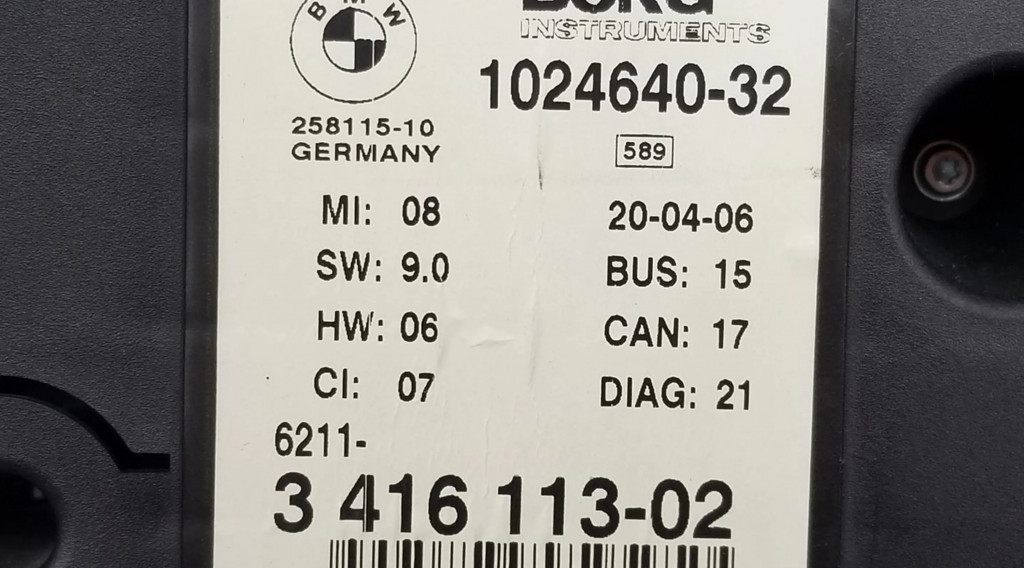 BMW
BORG
INSTRUMENTS
1024640-32
258115-10
GERMANY
589
MI: 08
20-04-06
SW: 9.0
BUS: 15
HW: 06
CAN: 17
CI: 07
DIAG: 21
6211-
3 416 113-02